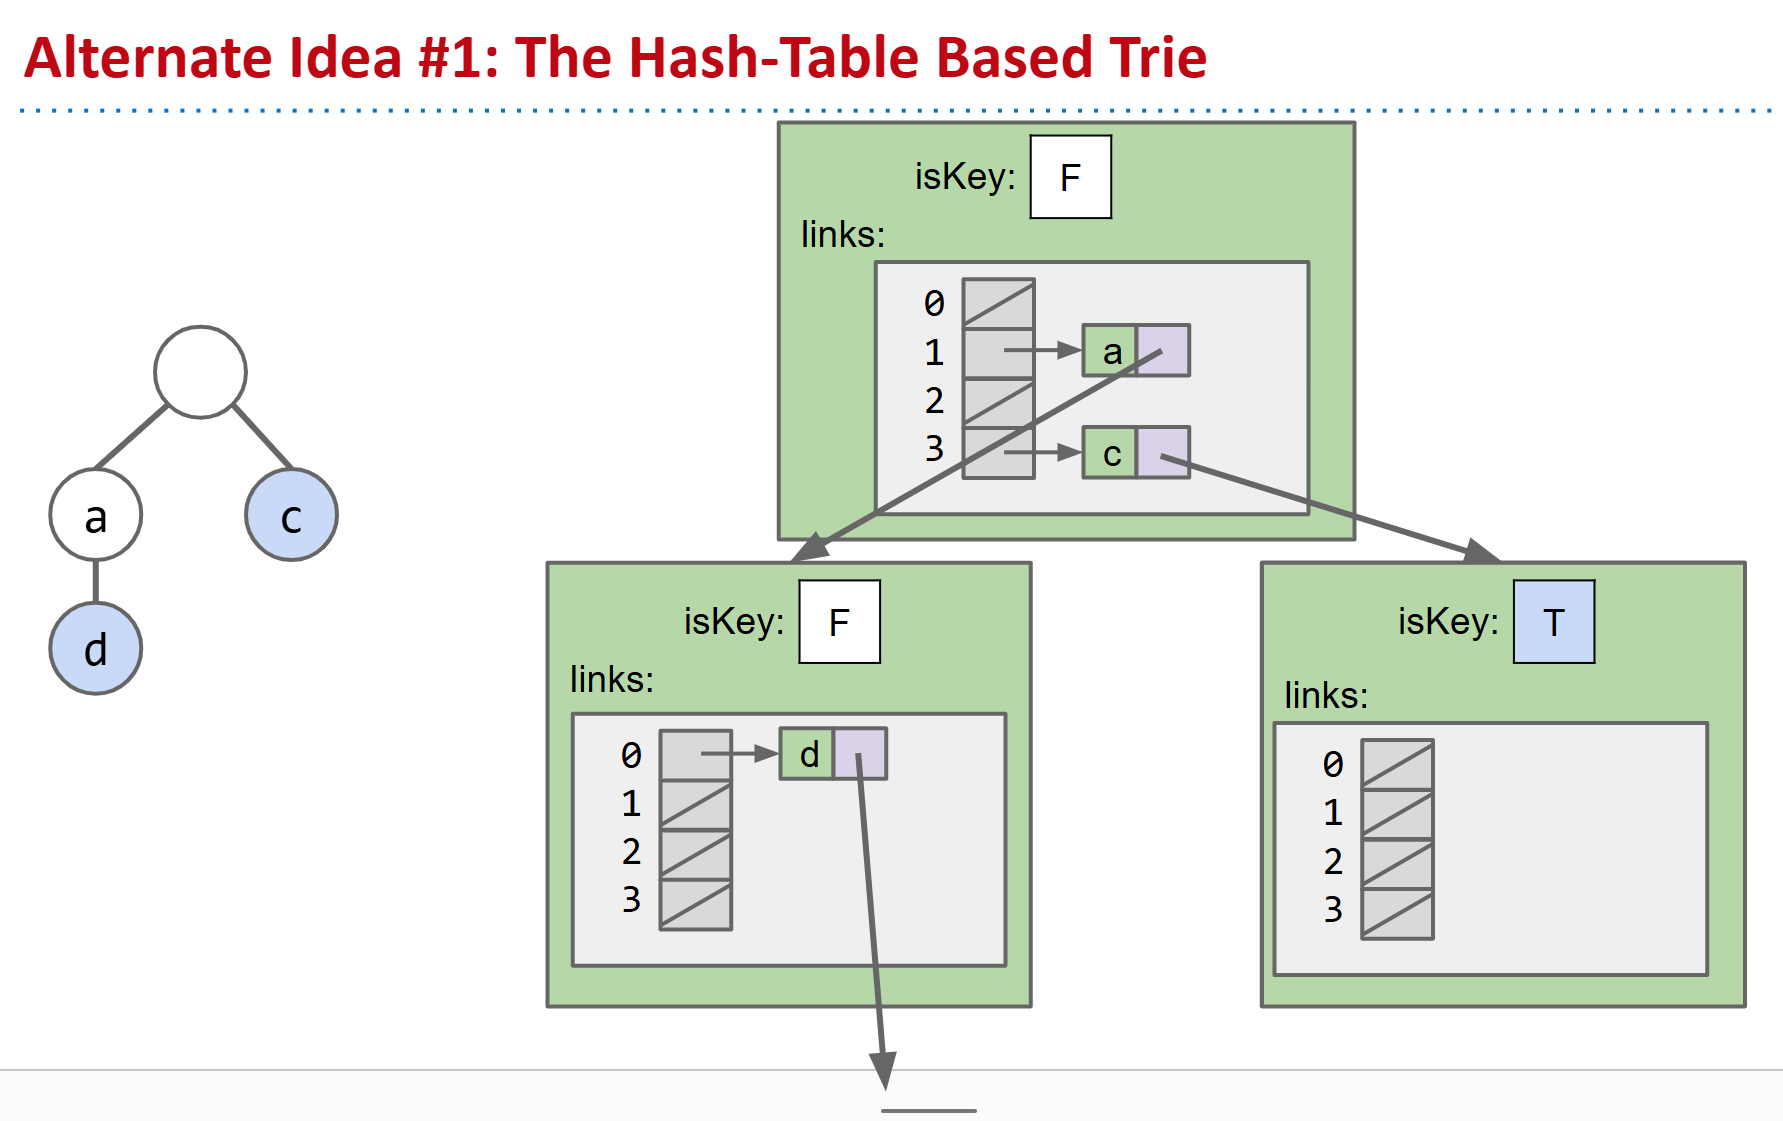 Alternate Idea #1: The Hash-Table Based Trie
isKey: F
links:
0
1 a
2
3 c
a c
d
isKey: F
links:
0 d
1
2
3
isKey: T
links:
0
1
2
3